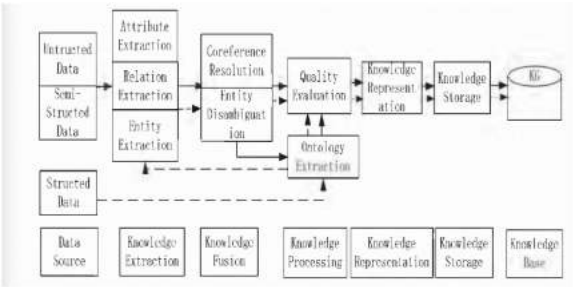 Untructed
Data
Semi-
Structed
Data
Attribute
Extraction
Relation
Extraction
Entity
Extraction
Coreference
Resolution
Entity
Disambiguat
ion
Quality
Evaluation
Ontology
Extraction
Knowledge
Represent
ation
Knowledge
Storage
KG
Structed
Data
Data
Source
Knowledge
Extraction
Knowledge
Fusion
Knowledge
Processing
Knowledge
Representation
Knowledge
Storage
Knowledge
Base